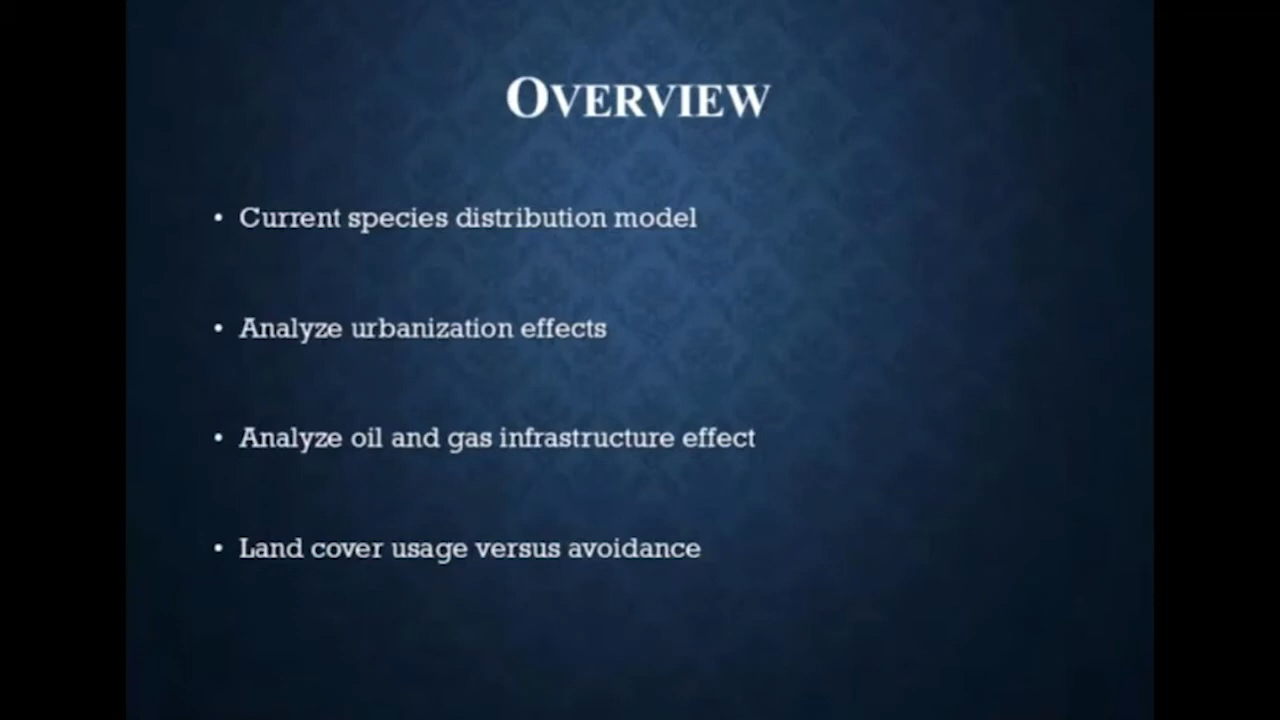 OVERVIEW
• Current species distribution model
• Analyze urbanization effects
• Analyze oil and gas infrastructure effect
• Land cover usage versus avoidance